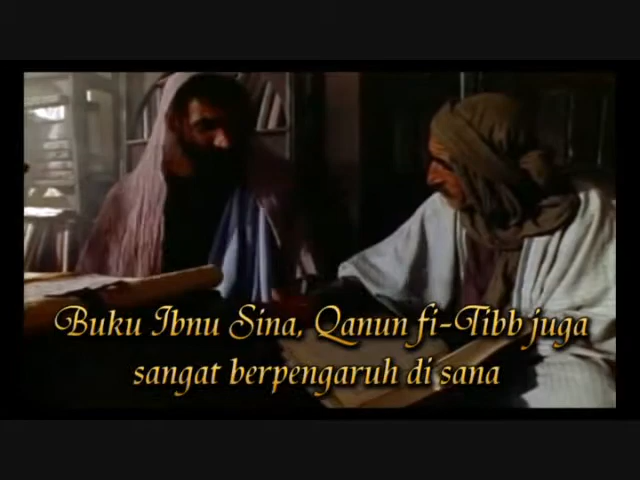 Buku Ibnu Sina, Qanun fi-Tibb juga
sangat berpengaruh di sana